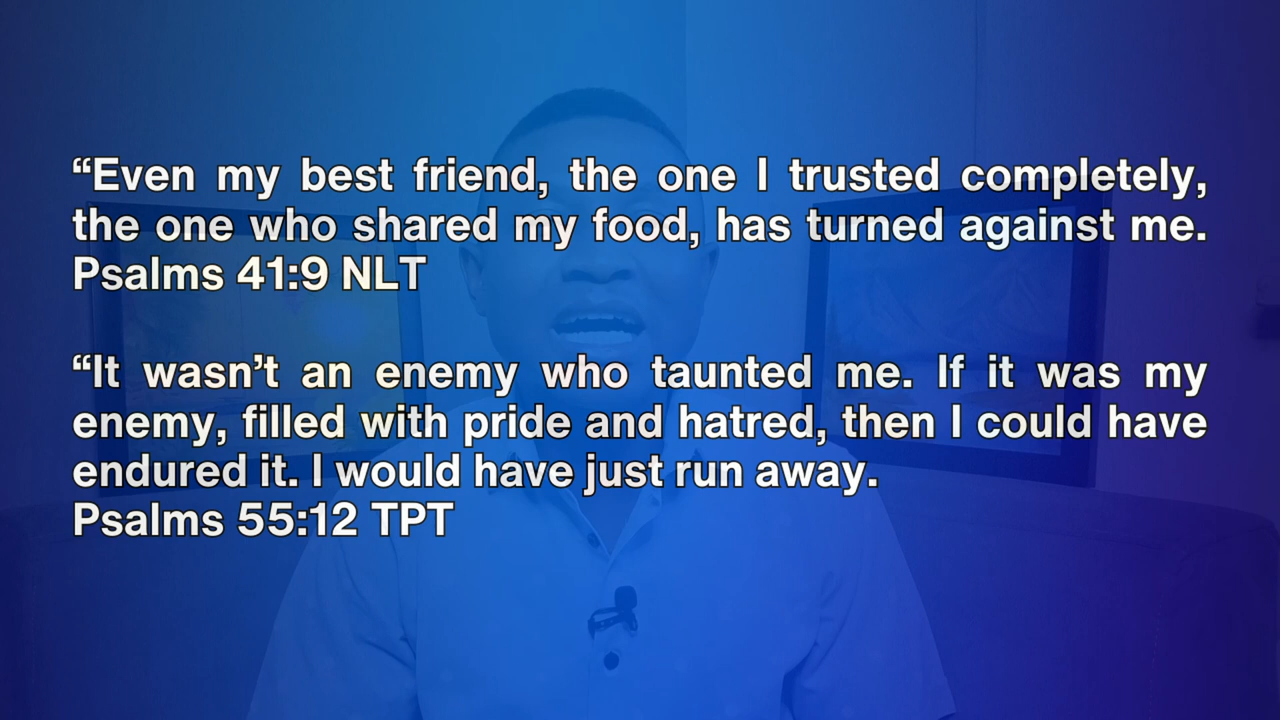 “Even my best friend, the one I trusted completely,
the one who shared my food, has turned against me.
Psalms 41:9 NLT
“It wasn’t an enemy who taunted me. If it was my
enemy, filled with pride and hatred, then I could have
endured it. I would have just run away.
Psalms 55:12 TPT